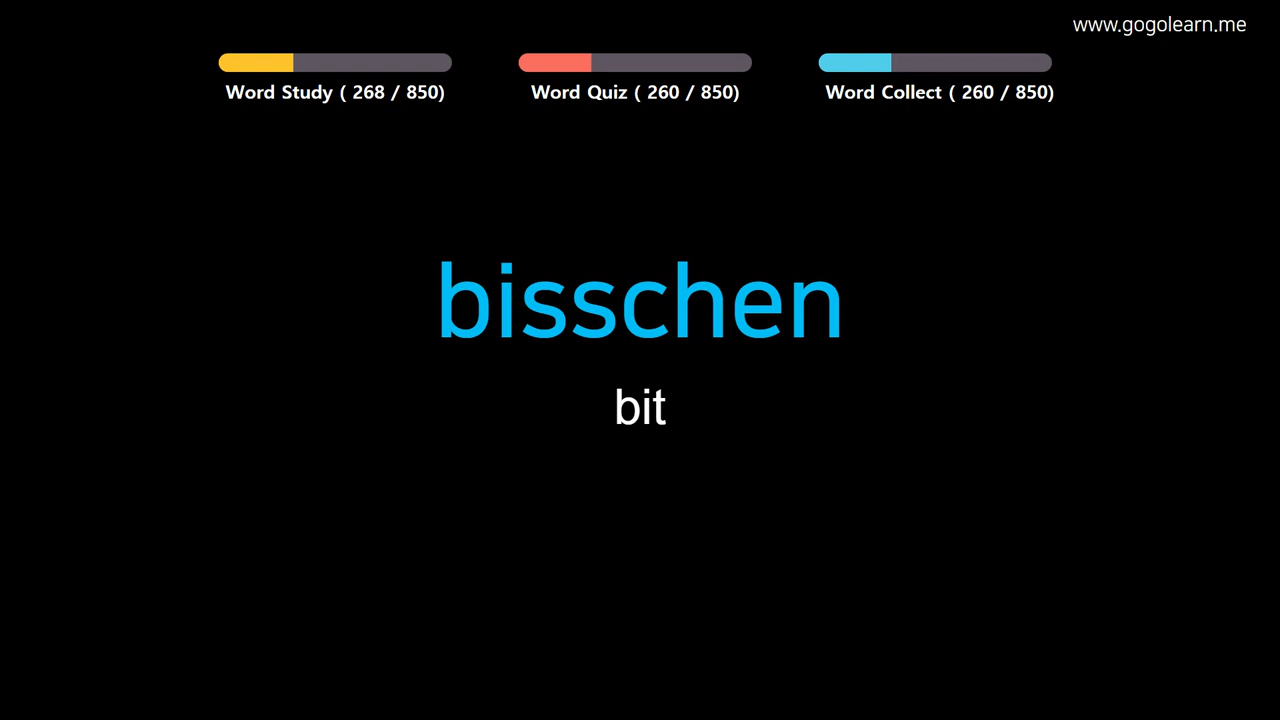 www.gogolearn.me
Word Study ( 268 / 850)
Word Quiz ( 260 / 850)
Word Collect ( 260 / 850)
bisschen
bit